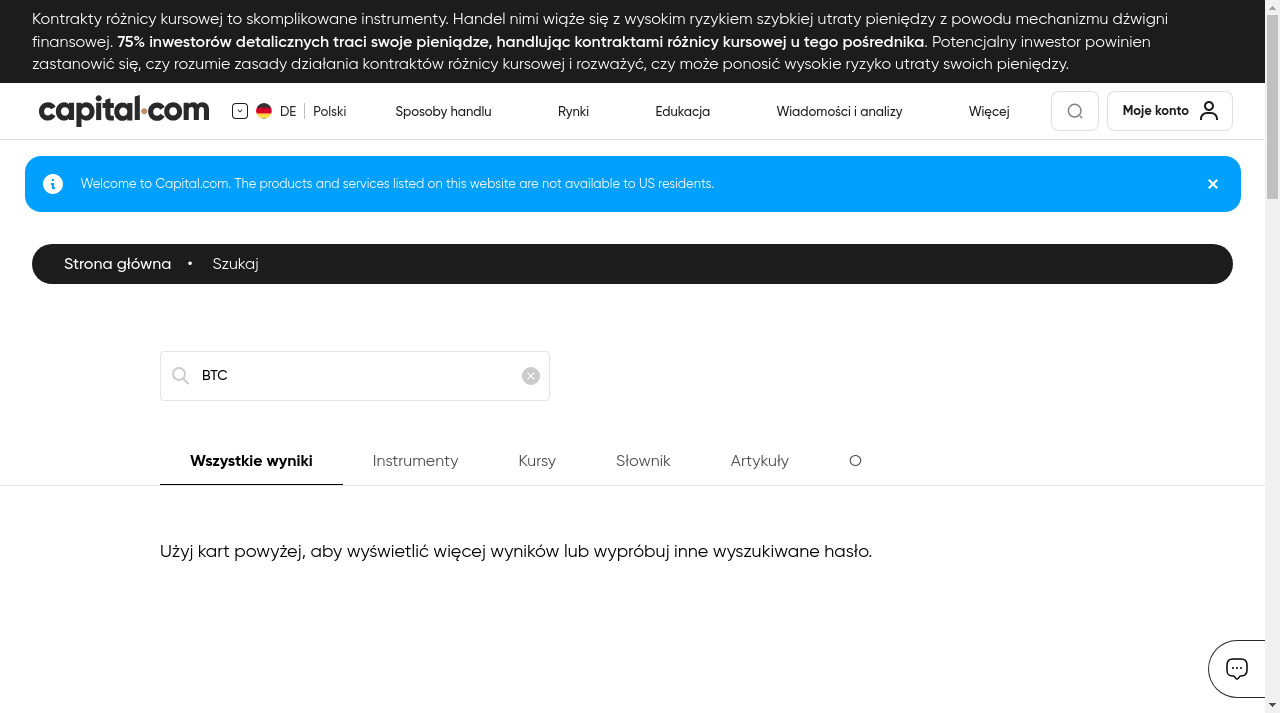 Kontrakty różnicy kursowej to skomplikowane instrumenty. Handel nimi wiąże się z wysokim ryzykiem szybkiej utraty pieniędzy z powodu mechanizmu dźwigni
finansowej. 75% inwestorów detalicznych traci swoje pieniądze, handlując kontraktami różnicy kursowej u tego pośrednika. Potencjalny inwestor powinien
zastanowić się, czy rozumie zasady działania kontraktów różnicy kursowej i rozważyć, czy może ponosić wysokie ryzyko utraty swoich pieniędzy.
capital.com DE Polski Sposoby handlu Rynki Edukacja Wiadomości i analizy Więcej Moje konto
Welcome to Capital.com. The products and services listed on this website are not available to US residents.
Strona główna • Szukaj
BTC
Wszystkie wyniki Instrumenty Kursy Słownik Artykuły O
Użyj kart powyżej, aby wyświetlić więcej wyników lub wypróbuj inne wyszukiwane hasło.